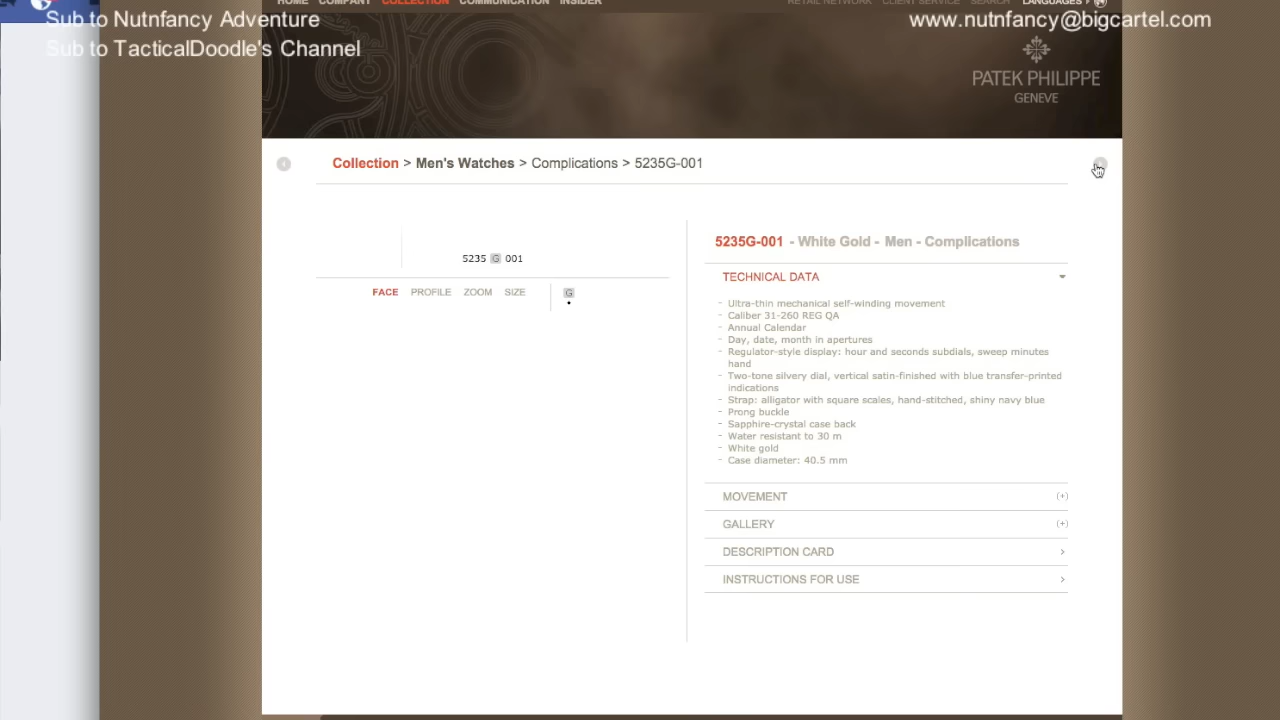 HOME COMPANY COLLECTION COMMUNICATION INSIDER
RETAIL NETWORK CLIENT SERVICE SEARCH LANGUAGES
Sub to Nutnfancy Adventure
www.nutnfancy@bigcartel.com
Sub to TacticalDoodle's Channel
PATEK PHILIPPE
GENEVE
Collection > Men's Watches > Complications > 5235G-001
5235 G 001
FACE PROFILE ZOOM SIZE G
5235G-001 - White Gold - Men - Complications
TECHNICAL DATA
- Ultra-thin mechanical self-winding movement
- Caliber 31-260 REG QA
- Annual Calendar
- Day, date, month in apertures
- Regulator-style display: hour and seconds subdials, sweep minutes
hand
- Two-tone silvery dial, vertical satin-finished with blue transfer-printed
indications
- Strap: alligator with square scales, hand-stitched, shiny navy blue
- Prong buckle
- Sapphire-crystal case back
- Water resistant to 30 m
- White gold
- Case diameter: 40.5 mm
MOVEMENT (+)
GALLERY (+)
DESCRIPTION CARD >
INSTRUCTIONS FOR USE >